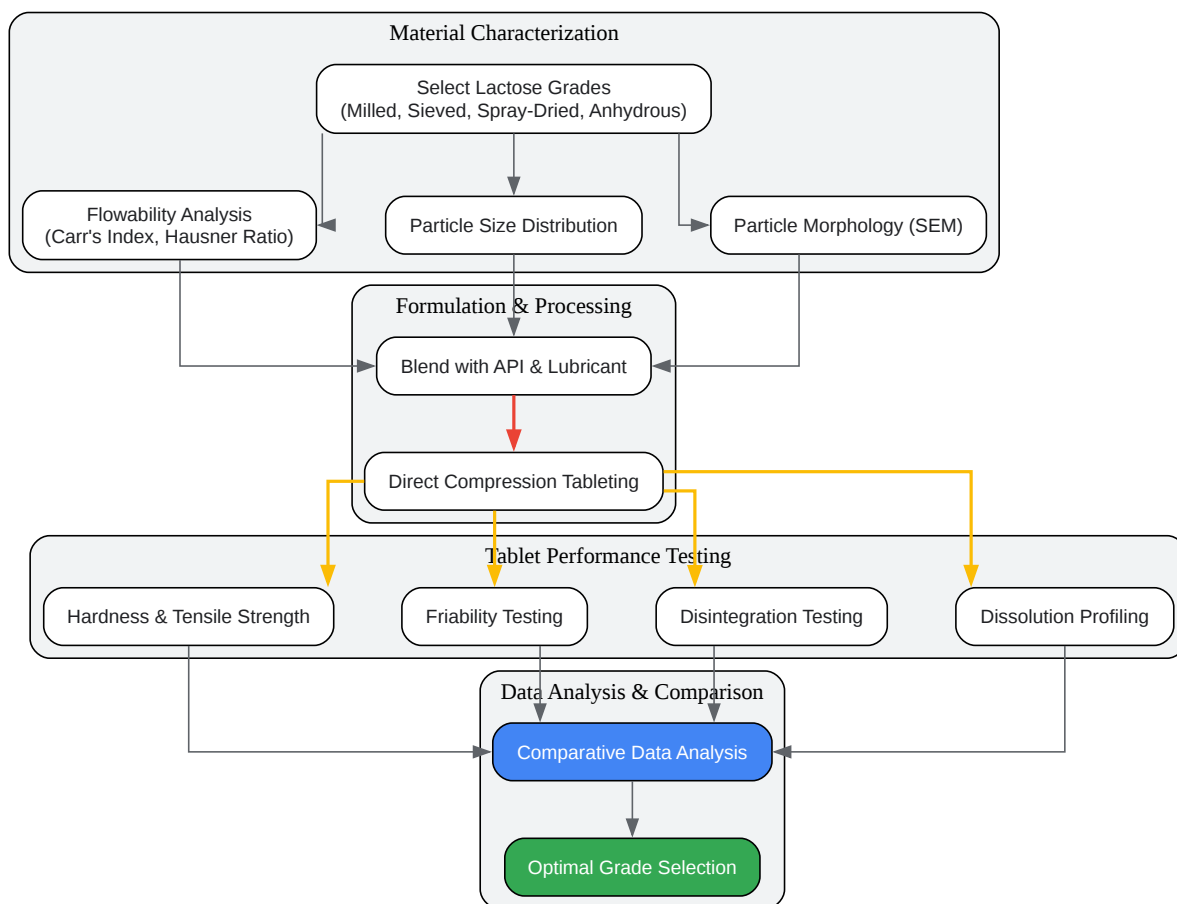 Material Characterization
Select Lactose Grades
(Milled, Sieved, Spray-Dried, Anhydrous)
Flowability Analysis
(Carr's Index, Hausner Ratio)
Particle Size Distribution
Particle Morphology (SEM)
Formulation & Processing
Blend with API & Lubricant
Direct Compression Tableting
Tablet Performance Testing
Hardness & Tensile Strength
Friability Testing
Disintegration Testing
Dissolution Profiling
Data Analysis & Comparison
Comparative Data Analysis
Optimal Grade Selection